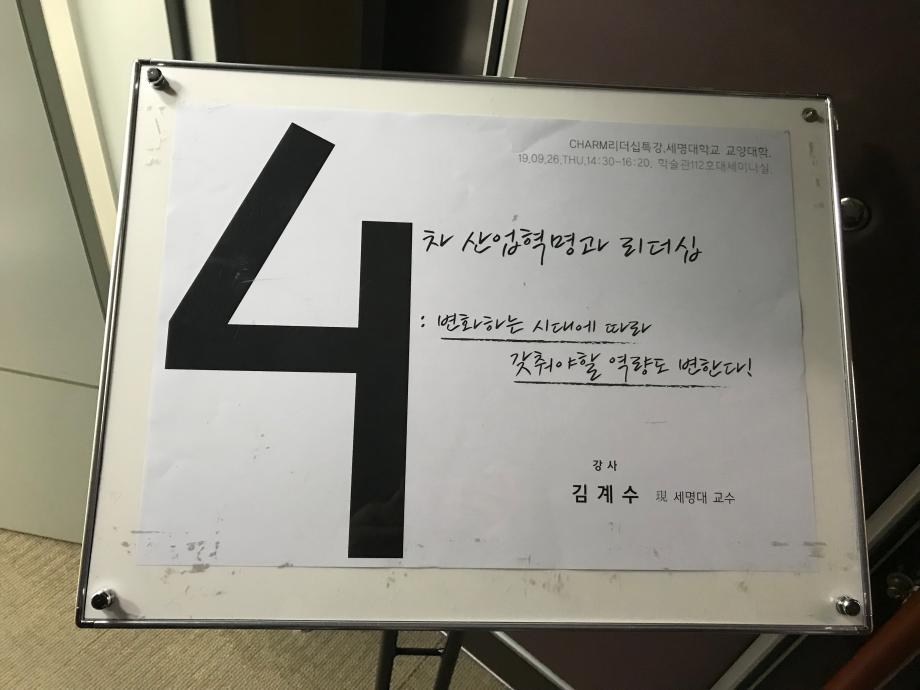 CHARM리더십특강.세명대학교 교양대학.
19.09.26.THU.14:30-16:20. 학술관112호대세미나실.
4차 산업혁명과 리더십
: 변화하는 시대에 따라
갖춰야할 역량도 변한다!
강사
김계수 現 세명대 교수